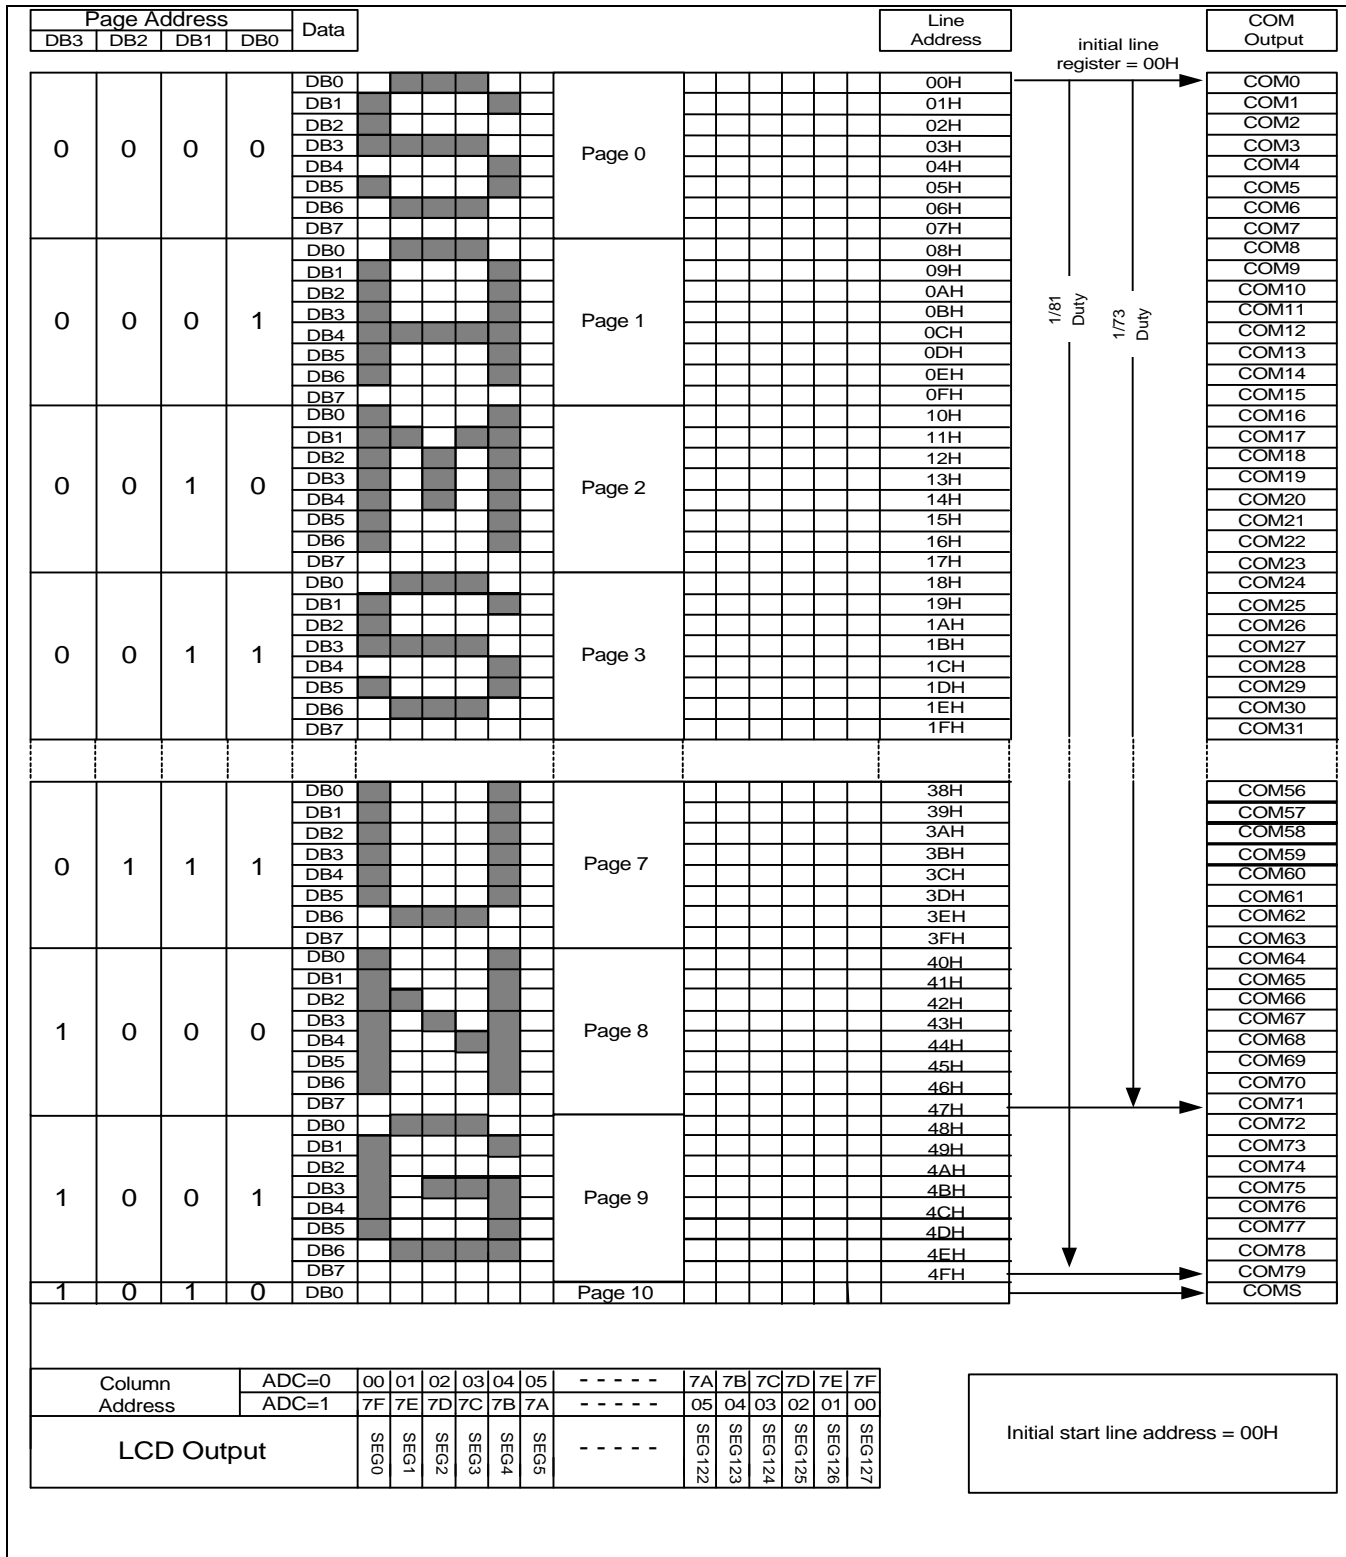 Page Address Data Line Address COM Output
DB3 DB2 DB1 DB0
initial line register = 00H
DB0 00H COM0
DB1 01H COM1
DB2 02H COM2
0 0 0 0 DB3 Page 0 03H COM3
DB4 04H COM4
DB5 05H COM5
DB6 06H COM6
DB7 07H COM7
DB0 08H COM8
DB1 09H COM9
DB2 0AH COM10
0 0 0 1 DB3 Page 1 0BH 1/81 Duty 1/73 Duty COM11
DB4 0CH COM12
DB5 0DH COM13
DB6 0EH COM14
DB7 0FH COM15
DB0 10H COM16
DB1 11H COM17
DB2 12H COM18
0 0 1 0 DB3 Page 2 13H COM19
DB4 14H COM20
DB5 15H COM21
DB6 16H COM22
DB7 17H COM23
DB0 18H COM24
DB1 19H COM25
DB2 1AH COM26
0 0 1 1 DB3 Page 3 1BH COM27
DB4 1CH COM28
DB5 1DH COM29
DB6 1EH COM30
DB7 1FH COM31
DB0 38H COM56
DB1 39H COM57
DB2 3AH COM58
0 1 1 1 DB3 Page 7 3BH COM59
DB4 3CH COM60
DB5 3DH COM61
DB6 3EH COM62
DB7 3FH COM63
DB0 40H COM64
DB1 41H COM65
DB2 42H COM66
1 0 0 0 DB3 Page 8 43H COM67
DB4 44H COM68
DB5 45H COM69
DB6 46H COM70
DB7 47H COM71
DB0 48H COM72
DB1 49H COM73
DB2 4AH COM74
1 0 0 1 DB3 Page 9 4BH COM75
DB4 4CH COM76
DB5 4DH COM77
DB6 4EH COM78
DB7 4FH COM79
1 0 1 0 DB0 Page 10 COMS
Column Address ADC=0 00 01 02 03 04 05 - - - - - 7A 7B 7C 7D 7E 7F
ADC=1 7F 7E 7D 7C 7B 7A - - - - - 05 04 03 02 01 00
LCD Output SEG0 SEG1 SEG2 SEG3 SEG4 SEG5 - - - - - SEG122 SEG123 SEG124 SEG125 SEG126 SEG127
Initial start line address = 00H